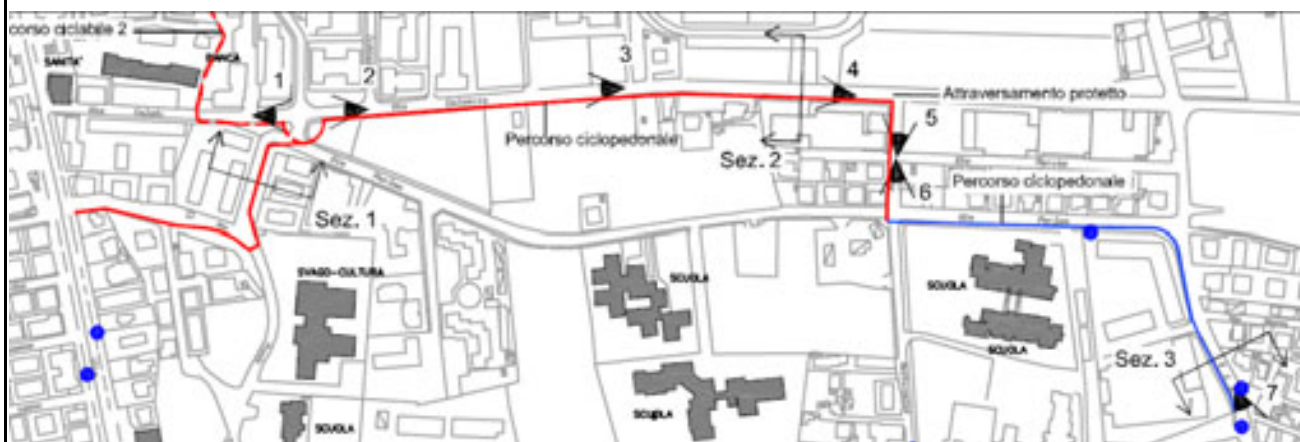 corso ciclabile 2
SANITA'
BANCA
1
2
3
4
Attraversamento protetto
5
Percorso ciclopedonale
Sez. 2
6
Percorso ciclopedonale
Sez. 1
SVAGO-CULTURA
SCUOLA
SCUOLA
SCUOLA
Sez. 3
7
SCUOLA
SCUOLA